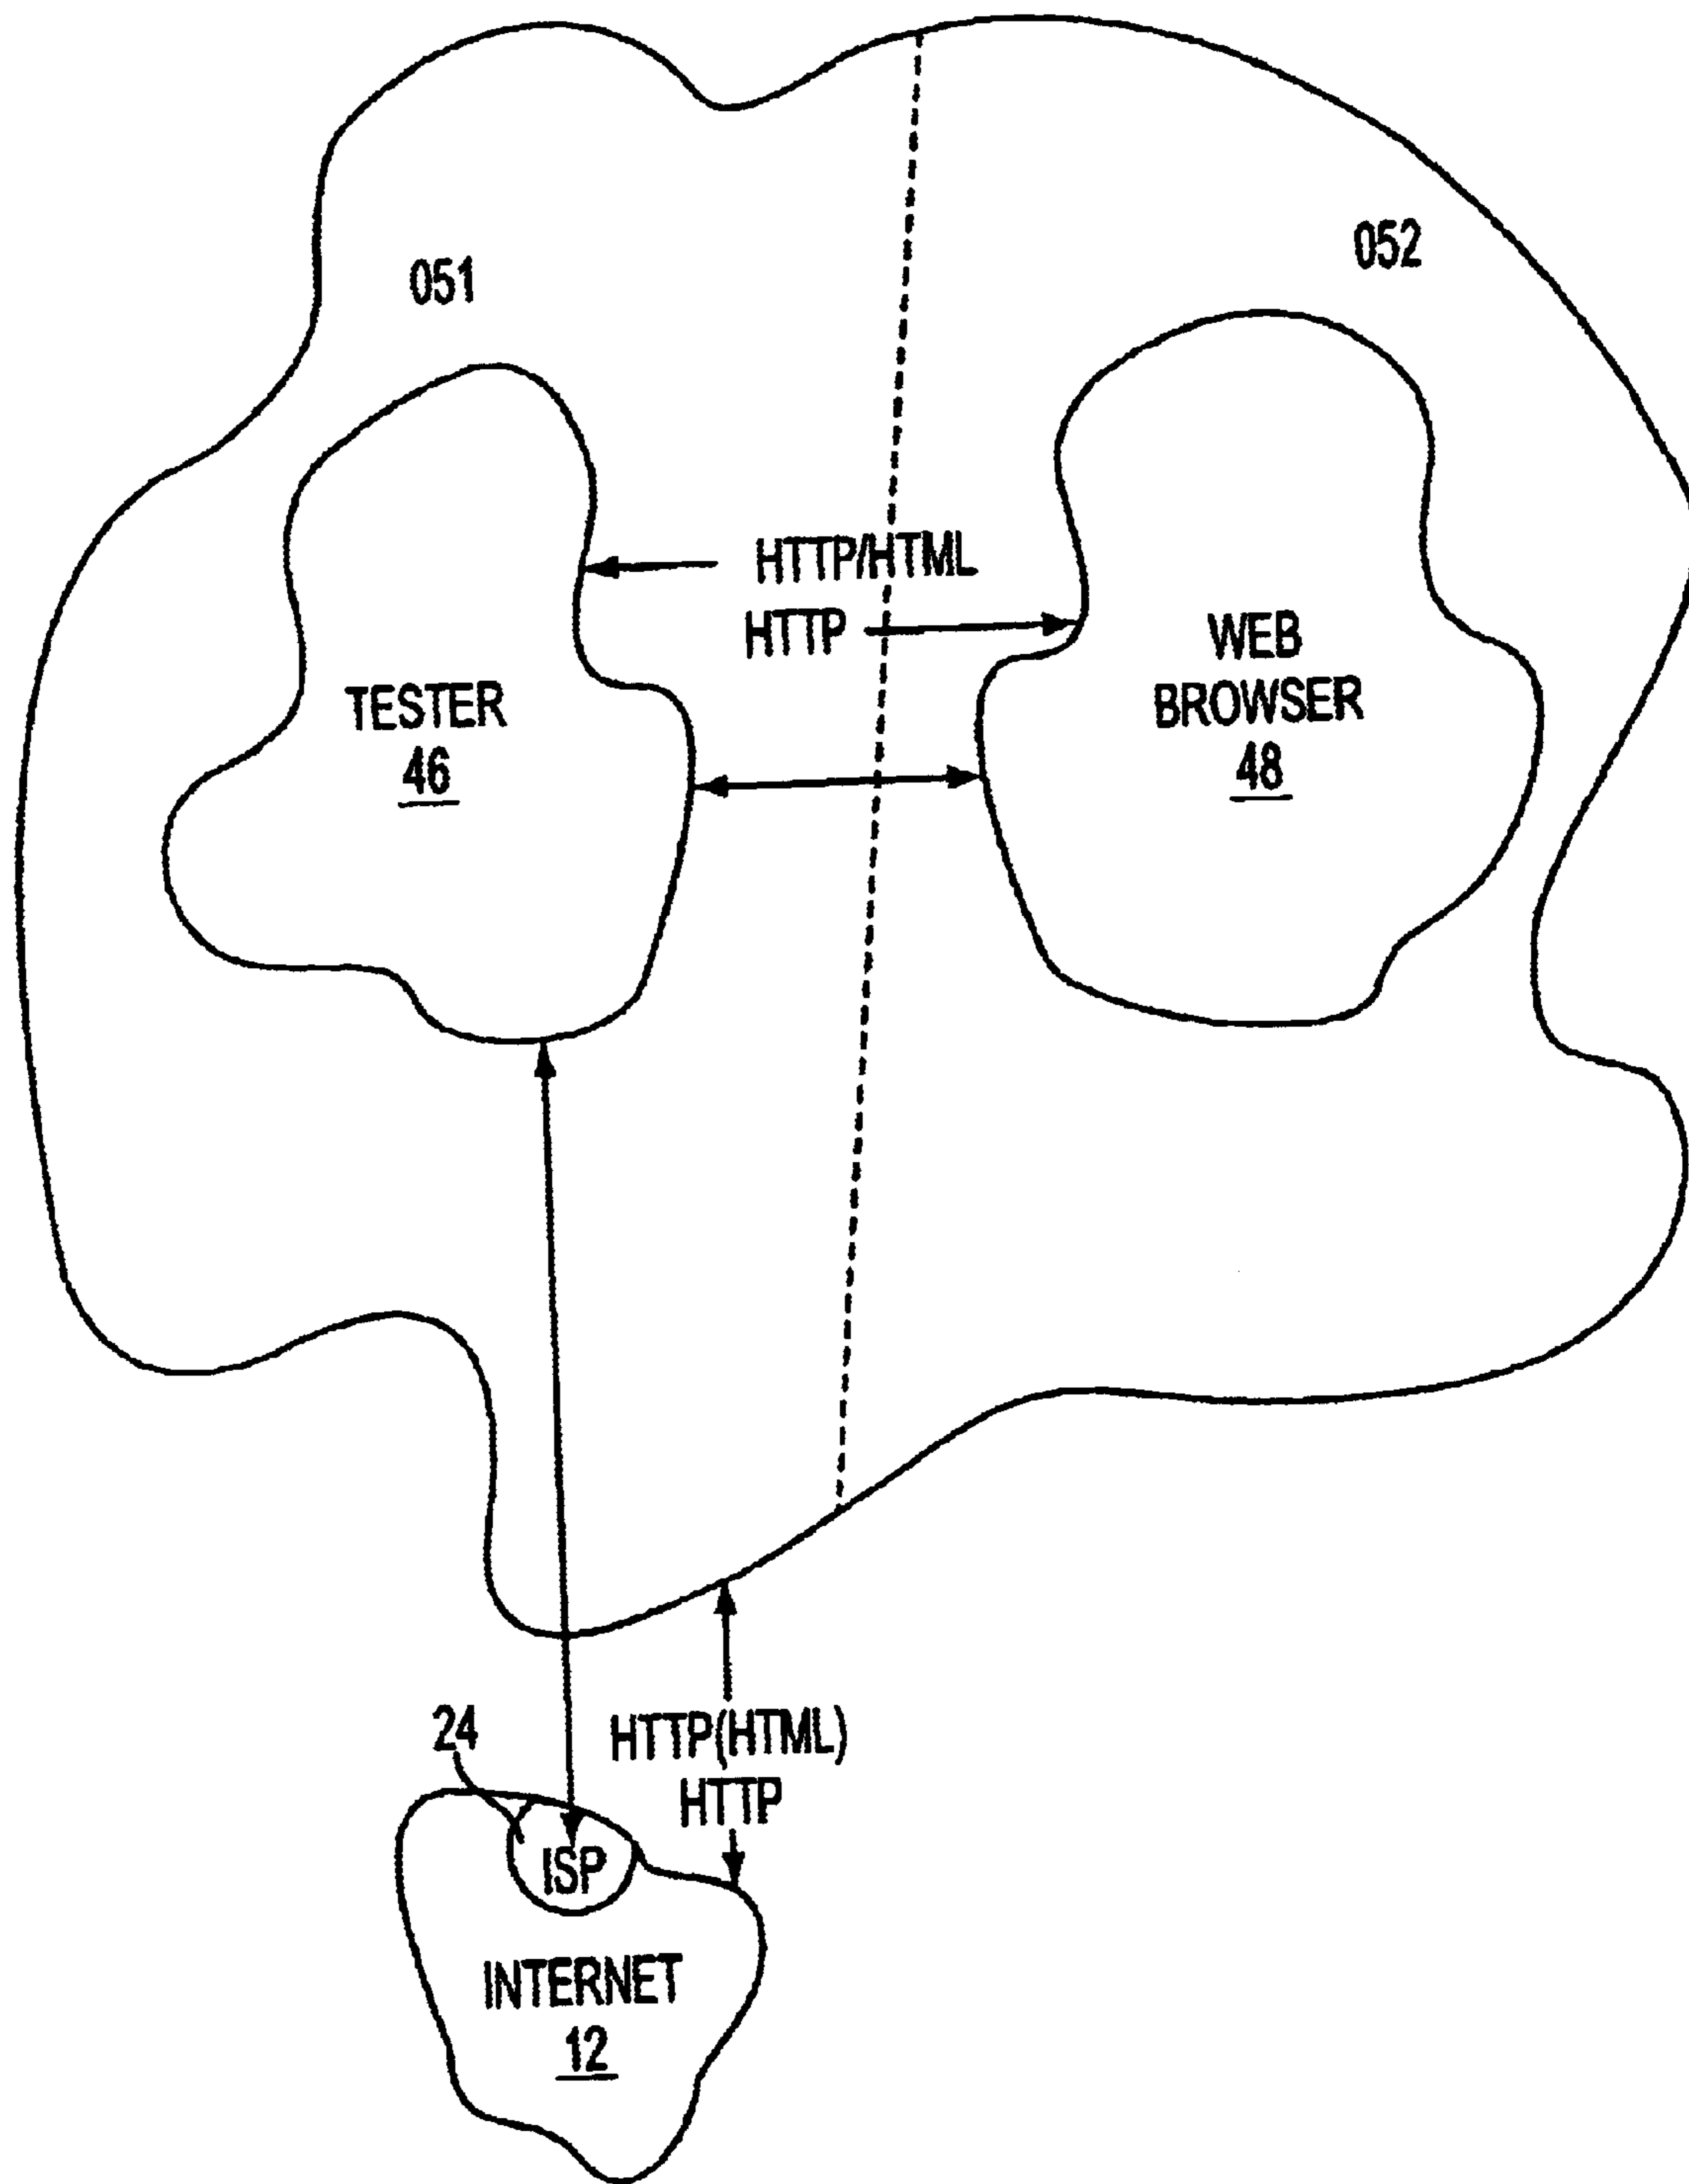 051
052
HTTP/HTML
HTTP
TESTER
46
WEB
BROWSER
48
24
HTTP(HTML)
HTTP
ISP
INTERNET
12